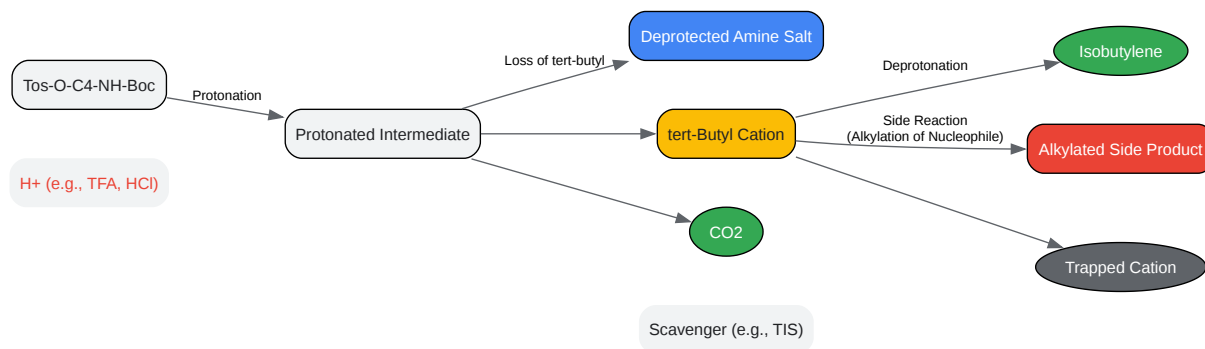 Tos-O-C4-NH-Boc
H+ (e.g., TFA, HCl)
Protonation
Protonated Intermediate
Loss of tert-butyl
Deprotected Amine Salt
tert-Butyl Cation
CO2
Scavenger (e.g., TIS)
Deprotonation
Side Reaction
(Alkylation of Nucleophile)
Isobutylene
Alkylated Side Product
Trapped Cation